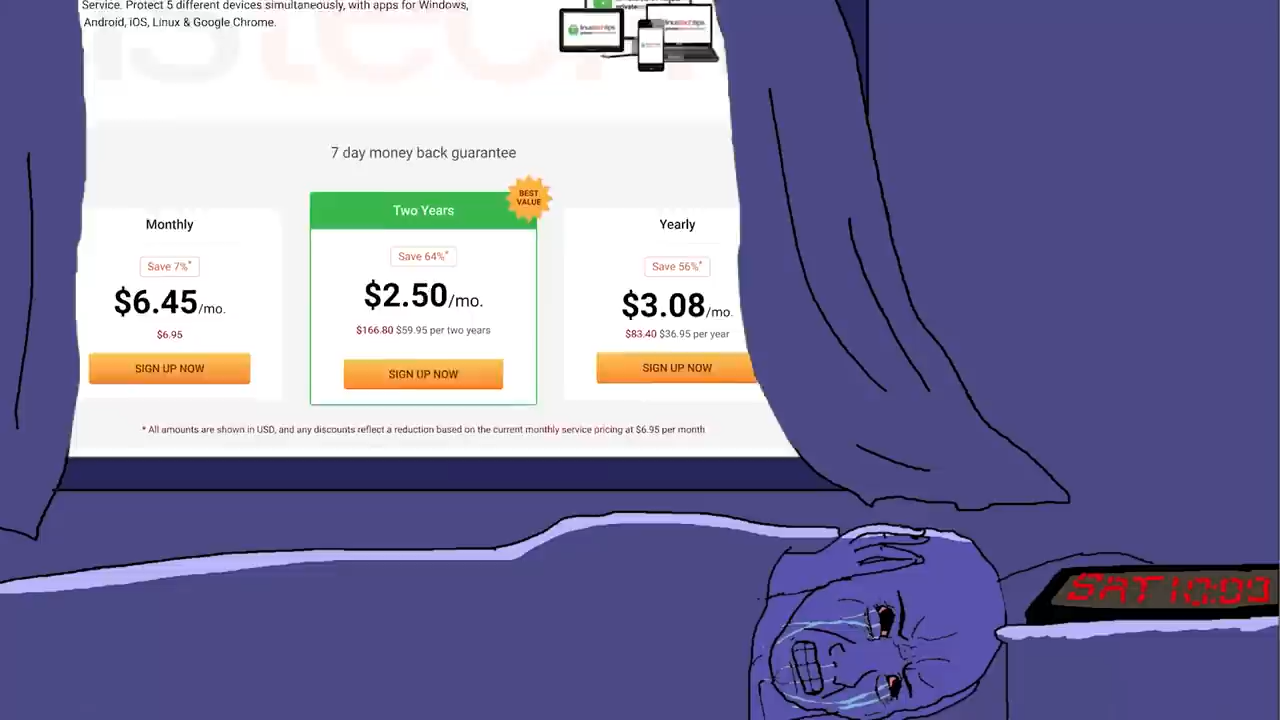 Service. Protect 5 different devices simultaneously, with apps for Windows,
Android, iOS, Linux & Google Chrome.
private
linustechtips
linustechtips
7 day money back guarantee
BEST
VALUE
Monthly
Two Years
Yearly
Save 7%*
Save 64%*
Save 56%*
$6.45/mo.
$2.50/mo.
$3.08/mo.
$6.95
$166.80 $59.95 per two years
$83.40 $36.95 per year
SIGN UP NOW
SIGN UP NOW
SIGN UP NOW
* All amounts are shown in USD, and any discounts reflect a reduction based on the current monthly service pricing at $6.95 per month
SAT 10:00